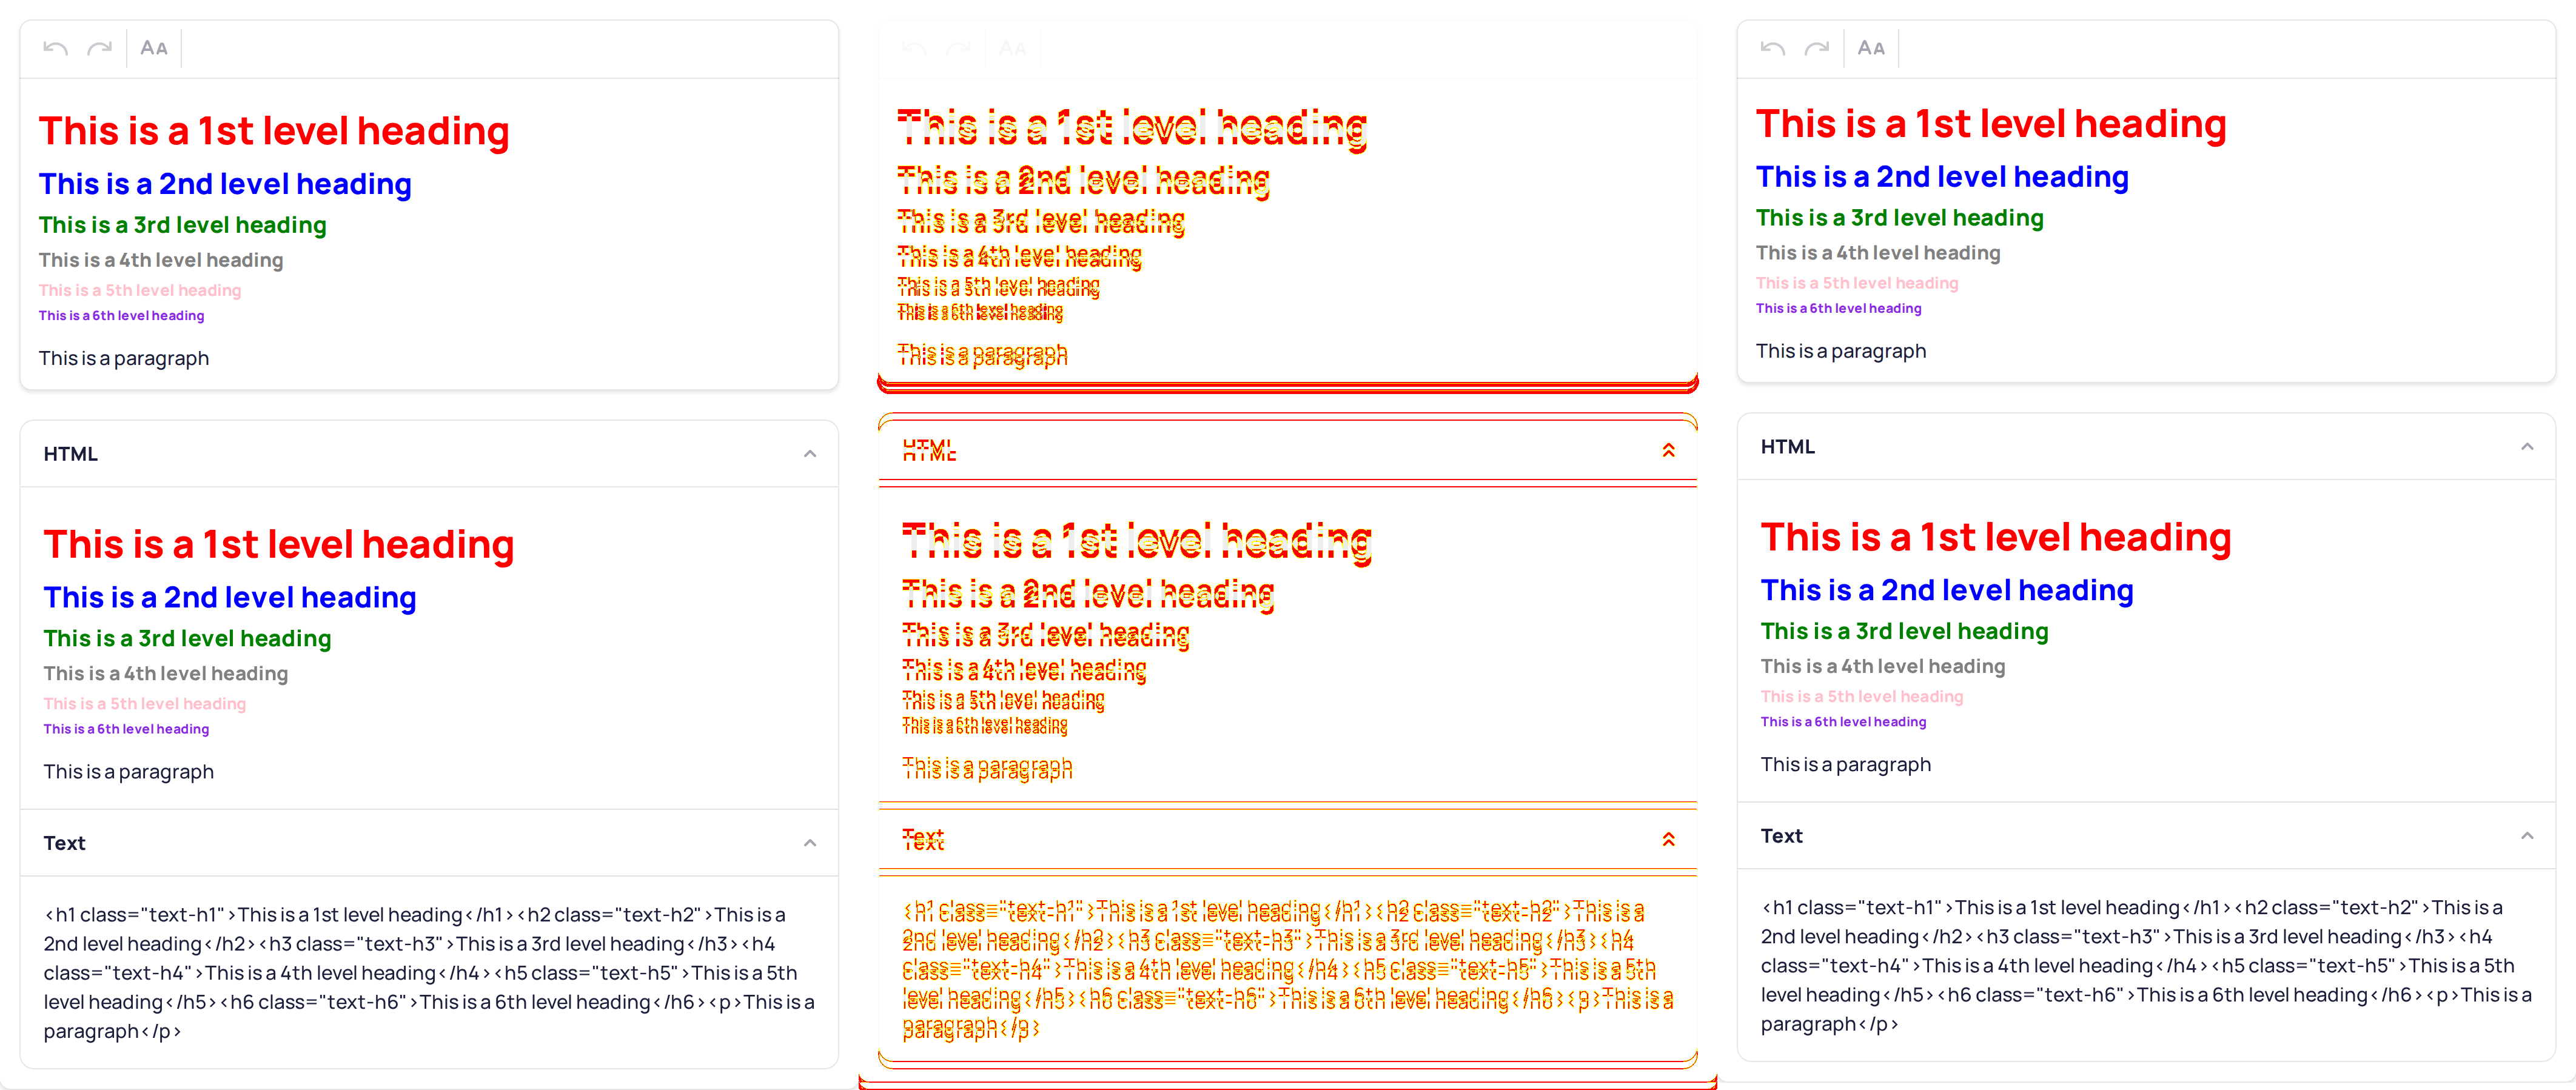 AA
This is a 1st level heading
This is a 2nd level heading
This is a 3rd level heading
This is a 4th level heading
This is a 5th level heading
This is a 6th level heading
This is a paragraph
HTML
This is a 1st level heading
This is a 2nd level heading
This is a 3rd level heading
This is a 4th level heading
This is a 5th level heading
This is a 6th level heading
This is a paragraph
Text
<h1 class="text-h1">This is a 1st level heading</h1><h2 class="text-h2">This is a
2nd level heading</h2><h3 class="text-h3">This is a 3rd level heading</h3><h4
class="text-h4">This is a 4th level heading</h4><h5 class="text-h5">This is a 5th
level heading</h5><h6 class="text-h6">This is a 6th level heading</h6><p>This is a
paragraph</p>
AA
This is a 1st level heading
This is a 2nd level heading
This is a 3rd level heading
This is a 4th level heading
This is a 5th level heading
This is a 6th level heading
This is a paragraph
HTML
This is a 1st level heading
This is a 2nd level heading
This is a 3rd level heading
This is a 4th level heading
This is a 5th level heading
This is a 6th level heading
This is a paragraph
Text
<h1 class="text-h1">This is a 1st level heading</h1><h2 class="text-h2">This is a
2nd level heading</h2><h3 class="text-h3">This is a 3rd level heading</h3><h4
class="text-h4">This is a 4th level heading</h4><h5 class="text-h5">This is a 5th
level heading</h5><h6 class="text-h6">This is a 6th level heading</h6><p>This is a
paragraph</p>
AA
This is a 1st level heading
This is a 2nd level heading
This is a 3rd level heading
This is a 4th level heading
This is a 5th level heading
This is a 6th level heading
This is a paragraph
HTML
This is a 1st level heading
This is a 2nd level heading
This is a 3rd level heading
This is a 4th level heading
This is a 5th level heading
This is a 6th level heading
This is a paragraph
Text
<h1 class="text-h1">This is a 1st level heading</h1><h2 class="text-h2">This is a
2nd level heading</h2><h3 class="text-h3">This is a 3rd level heading</h3><h4
class="text-h4">This is a 4th level heading</h4><h5 class="text-h5">This is a 5th
level heading</h5><h6 class="text-h6">This is a 6th level heading</h6><p>This is a
paragraph</p>